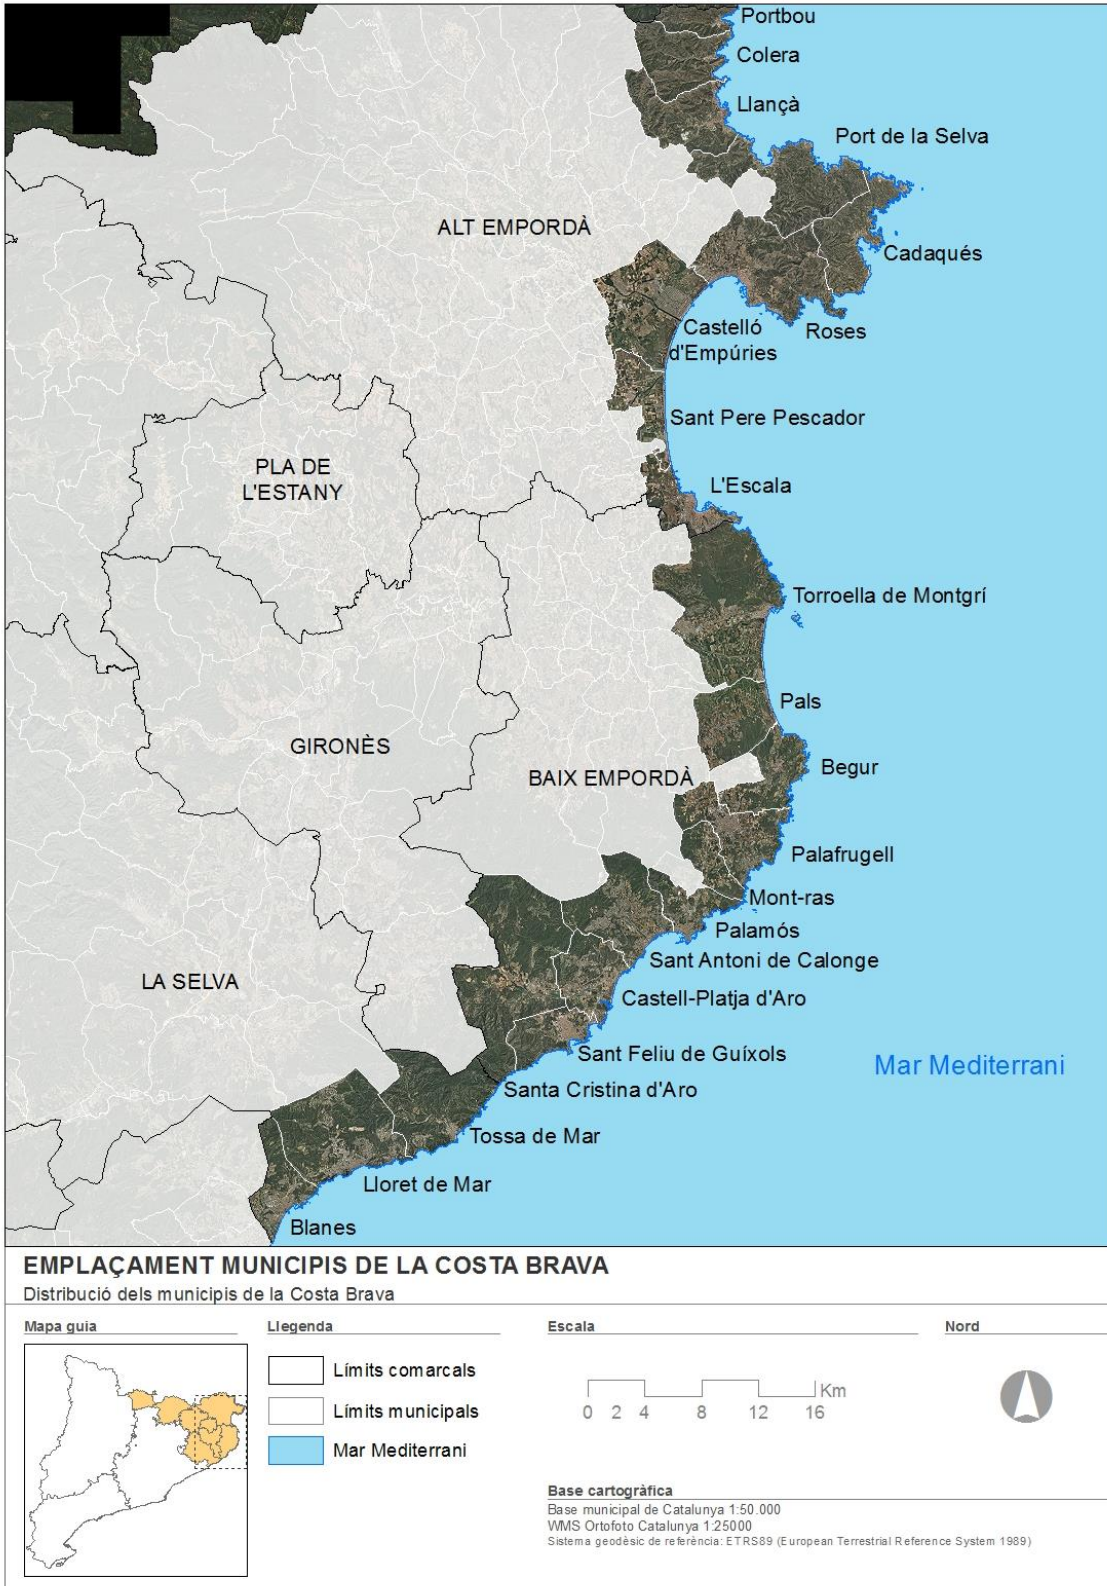 Portbou
Colera
Llançà
Port de la Selva
ALT EMPORDÀ
Cadaqués
Castelló
d'Empúries
Roses
Sant Pere Pescador
PLA DE
L'ESTANY
L'Escala
Torroella de Montgrí
Pals
GIRONÈS
BAIX EMPORDÀ
Begur
Palafrugell
Mont-ras
Palamós
Sant Antoni de Calonge
LA SELVA
Castell-Platja d'Aro
Sant Feliu de Guíxols
Mar Mediterrani
Santa Cristina d'Aro
Tossa de Mar
Lloret de Mar
Blanes
EMPLAÇAMENT MUNICIPIS DE LA COSTA BRAVA
Distribució dels municipis de la Costa Brava
Mapa guia
Llegenda
Escala
Nord
Límits comarcals
Límits municipals
Mar Mediterrani
Km
0 2 4 8 12 16
Base cartogràfica
Base municipal de Catalunya 1:50.000
WMS Ortofoto Catalunya 1:25000
Sistema geodèsic de referència: ETRS89 (European Terrestrial Reference System 1989)